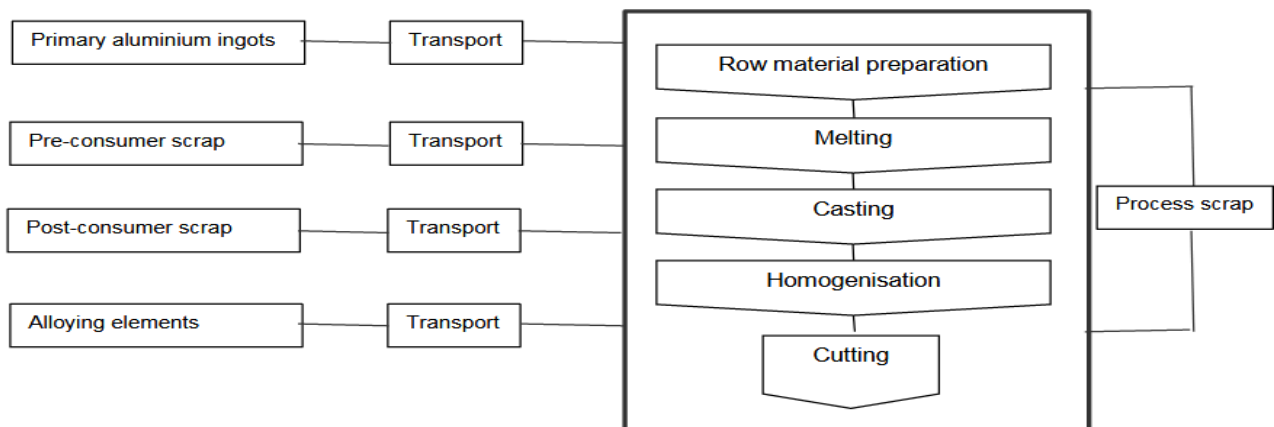 Primary aluminium ingots
Transport
Row material preparation
Pre-consumer scrap
Transport
Melting
Process scrap
Casting
Post-consumer scrap
Transport
Homogenisation
Alloying elements
Transport
Cutting